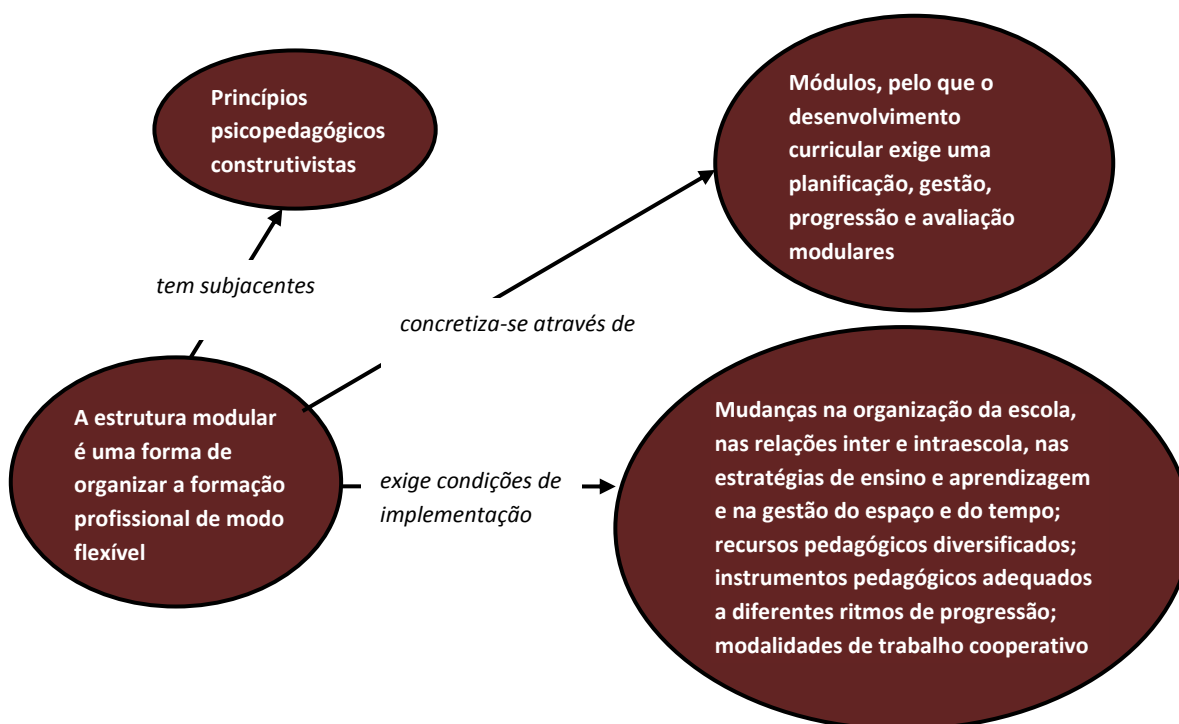 Princípios
psicopedagógicos
construtivistas
Módulos, pelo que o
desenvolvimento
curricular exige uma
planificação, gestão,
progressão e avaliação
modulares
tem subjacentes
concretiza-se através de
A estrutura modular
é uma forma de
organizar a formação
profissional de modo
flexível
exige condições de
implementação
Mudanças na organização da escola,
nas relações inter e intraescola, nas
estratégias de ensino e aprendizagem
e na gestão do espaço e do tempo;
recursos pedagógicos diversificados;
instrumentos pedagógicos adequados
a diferentes ritmos de progressão;
modalidades de trabalho cooperativo